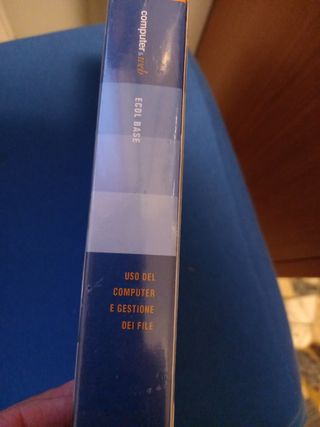 computer & web
ECDL BASE
USO DEL
COMPUTER
E GESTIONE
DEI FILE